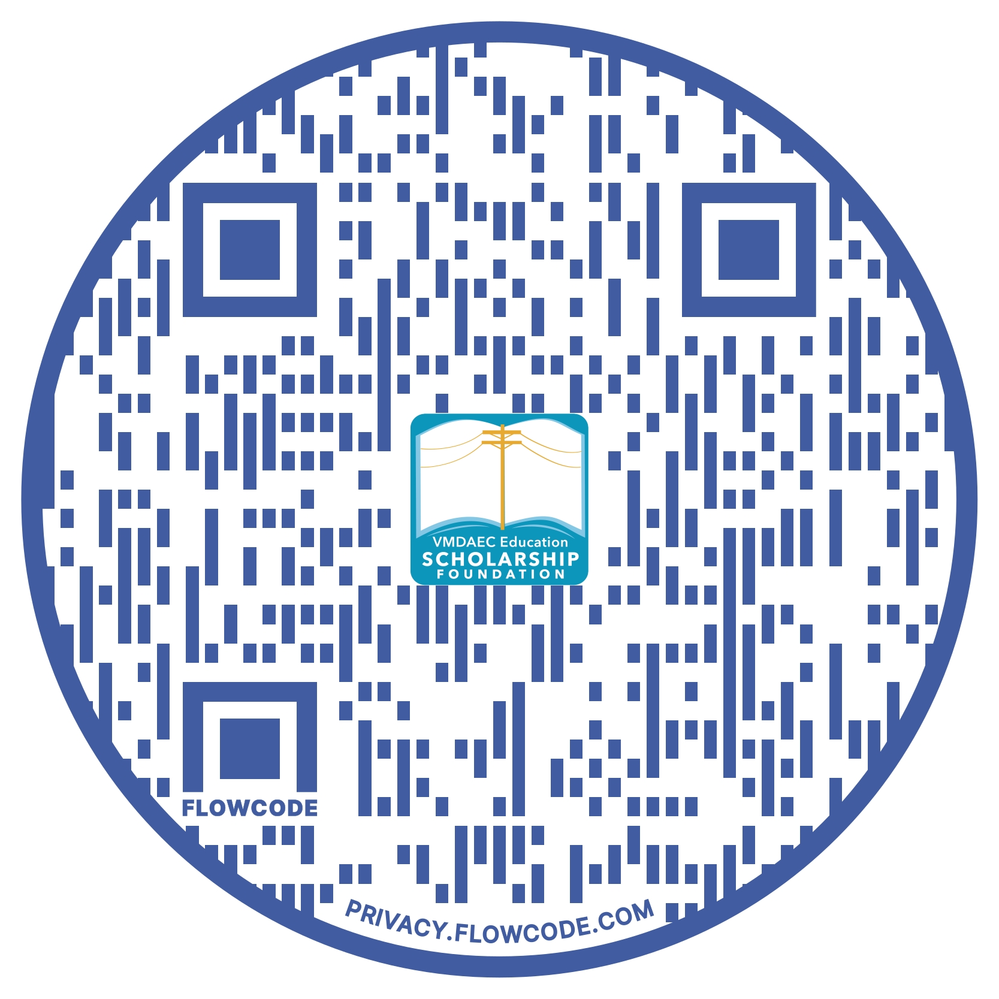 VMDAEC Education
SCHOLARSHIP
FOUNDATION
FLOWCODE
PRIVACY.FLOWCODE.COM